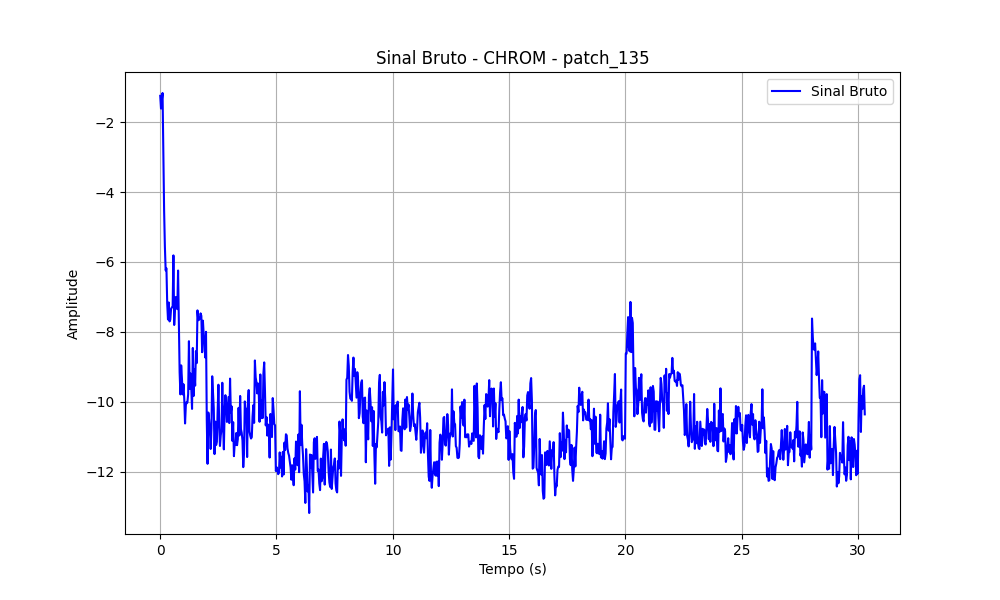 Sinal Bruto - CHROM - patch_135
Sinal Bruto
Amplitude
−2
−4
−6
−8
−10
−12
0 5 10 15 20 25 30
Tempo (s)